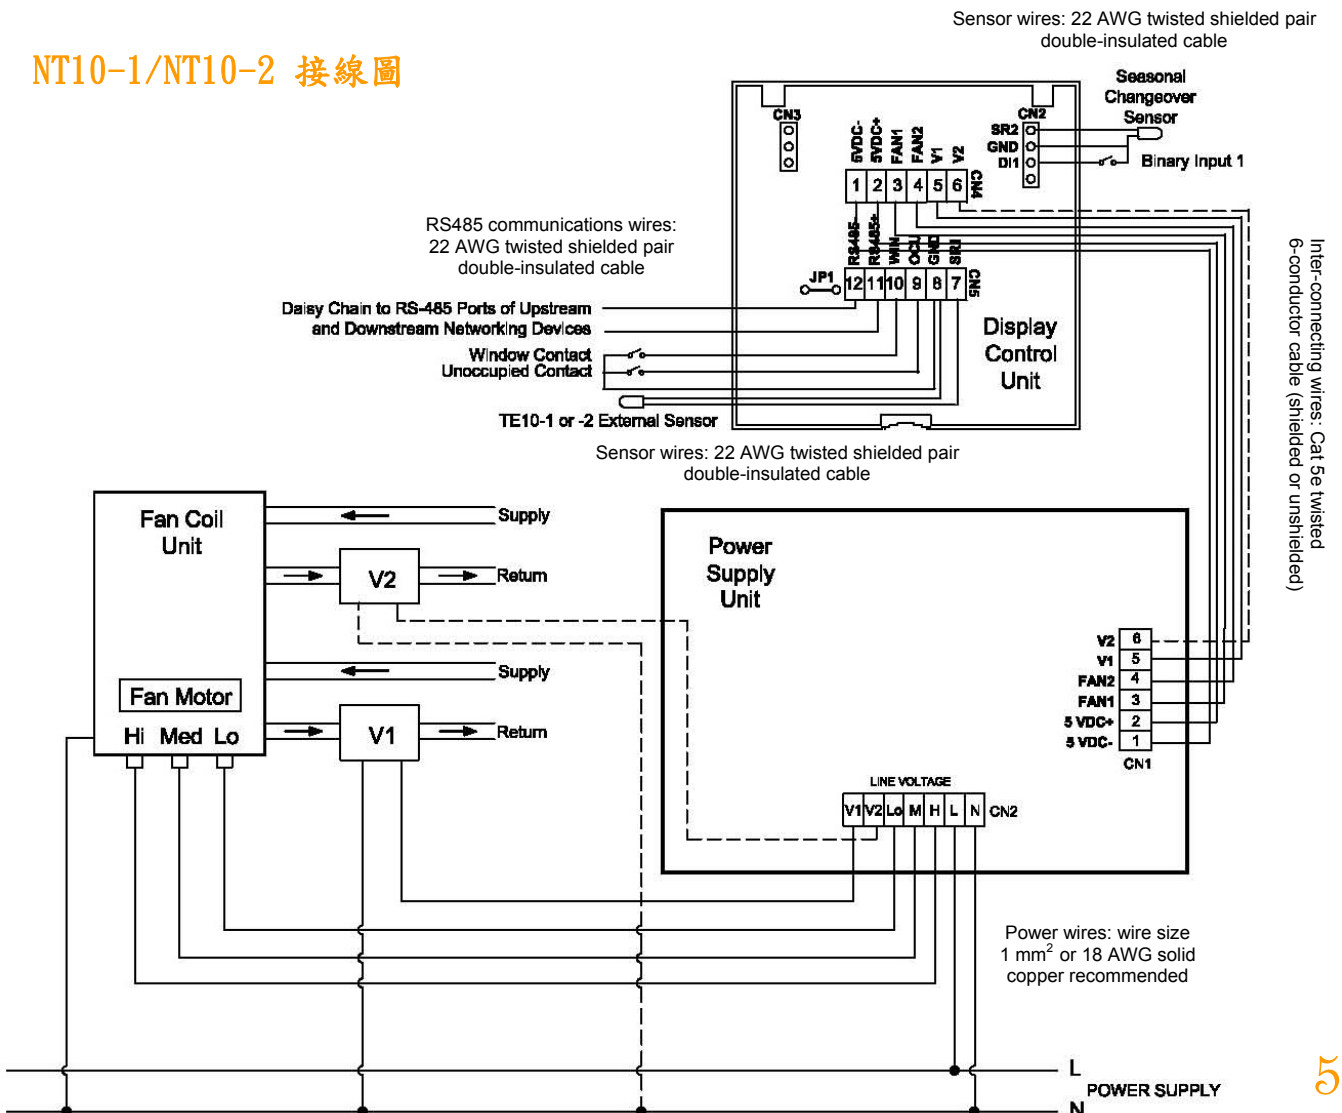 Sensor wires: 22 AWG twisted shielded pair
double-insulated cable
NT10-1/NT10-2 接線圖
Seasonal
Changeover
Sensor
CN3
CN2
SR2
GND
DI1
Binary Input 1
5VDC-
5VDC+
FAN1
FAN2
V1
V2
1 2 3 4 5 6
CN4
RS485 communications wires:
22 AWG twisted shielded pair
double-insulated cable
RS485-
RS485+
WIN
OCU
GND
SRI
JP1
12 11 10 9 8 7
CN5
Daisy Chain to RS-485 Ports of Upstream
and Downstream Networking Devices
Window Contact
Unoccupied Contact
TE10-1 or -2 External Sensor
Display
Control
Unit
Inter-connecting wires: Cat 5e twisted
6-conductor cable (shielded or unshielded)
Sensor wires: 22 AWG twisted shielded pair
double-insulated cable
Fan Coil
Unit
Supply
V2
Return
Supply
Fan Motor
Hi Med Lo
V1
Return
Power
Supply
Unit
V2 6
V1 5
FAN2 4
FAN1 3
5 VDC+ 2
5 VDC- 1
CN1
LINE VOLTAGE
V1 V2 Lo M H L N CN2
Power wires: wire size
1 mm² or 18 AWG solid
copper recommended
L
POWER SUPPLY
N
5